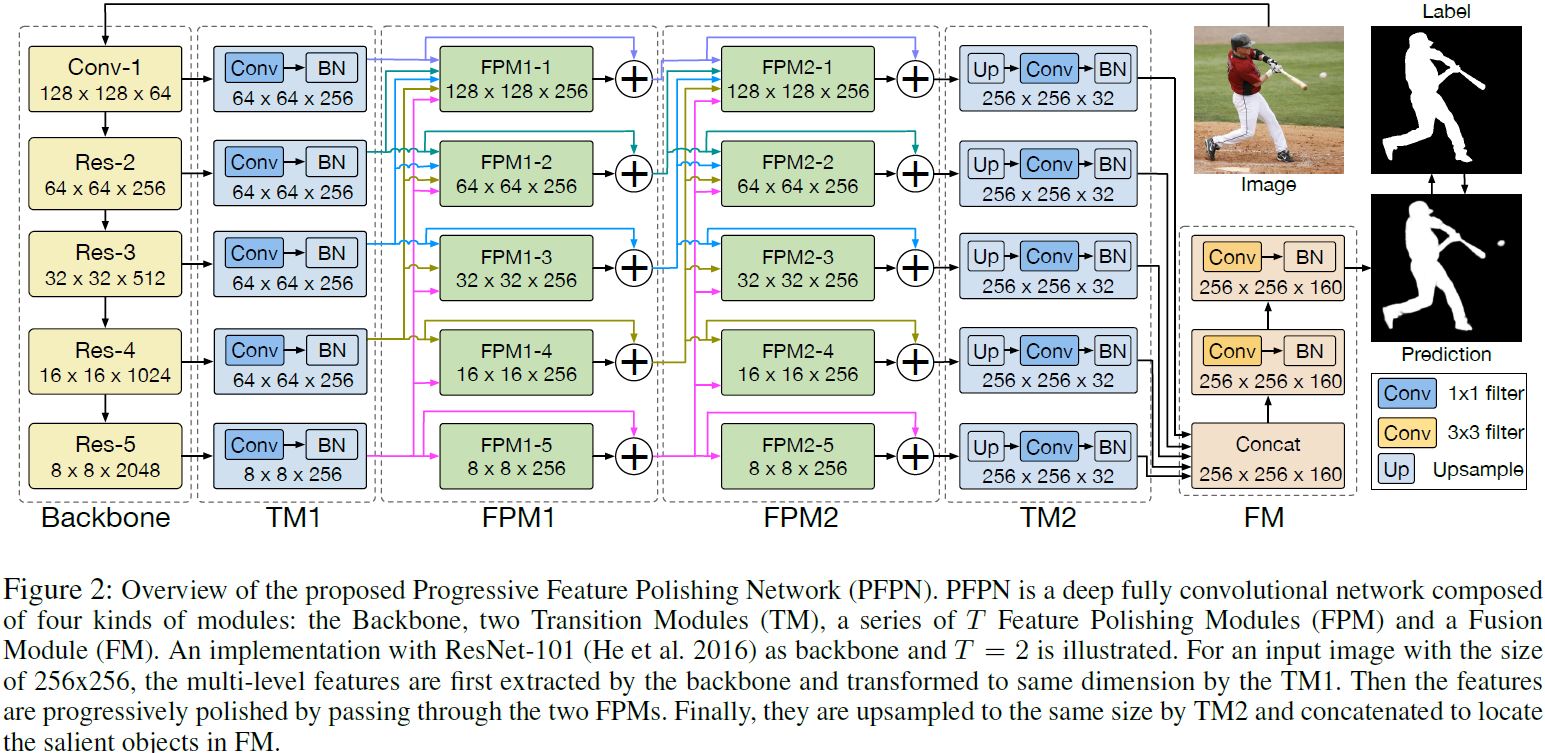 Label
Conv-1
128 x 128 x 64
Conv BN
64 x 64 x 256
FPM1-1
128 x 128 x 256
+
FPM2-1
128 x 128 x 256
+
Up Conv BN
256 x 256 x 32
Res-2
64 x 64 x 256
Conv BN
64 x 64 x 256
FPM1-2
64 x 64 x 256
+
FPM2-2
64 x 64 x 256
+
Up Conv BN
256 x 256 x 32
Image
Res-3
32 x 32 x 512
Conv BN
64 x 64 x 256
FPM1-3
32 x 32 x 256
+
FPM2-3
32 x 32 x 256
+
Up Conv BN
256 x 256 x 32
Conv BN
256 x 256 x 160
Res-4
16 x 16 x 1024
Conv BN
64 x 64 x 256
FPM1-4
16 x 16 x 256
+
FPM2-4
16 x 16 x 256
+
Up Conv BN
256 x 256 x 32
Conv BN
256 x 256 x 160
Prediction
Conv 1x1 filter
Conv 3x3 filter
Up Upsample
Res-5
8 x 8 x 2048
Conv BN
8 x 8 x 256
FPM1-5
8 x 8 x 256
+
FPM2-5
8 x 8 x 256
+
Up Conv BN
256 x 256 x 32
Concat
256 x 256 x 160
Backbone TM1 FPM1 FPM2 TM2 FM
Figure 2: Overview of the proposed Progressive Feature Polishing Network (PFPN). PFPN is a deep fully convolutional network composed
of four kinds of modules: the Backbone, two Transition Modules (TM), a series of T Feature Polishing Modules (FPM) and a Fusion
Module (FM). An implementation with ResNet-101 (He et al. 2016) as backbone and T = 2 is illustrated. For an input image with the size
of 256x256, the multi-level features are first extracted by the backbone and transformed to same dimension by the TM1. Then the features
are progressively polished by passing through the two FPMs. Finally, they are upsampled to the same size by TM2 and concatenated to locate
the salient objects in FM.